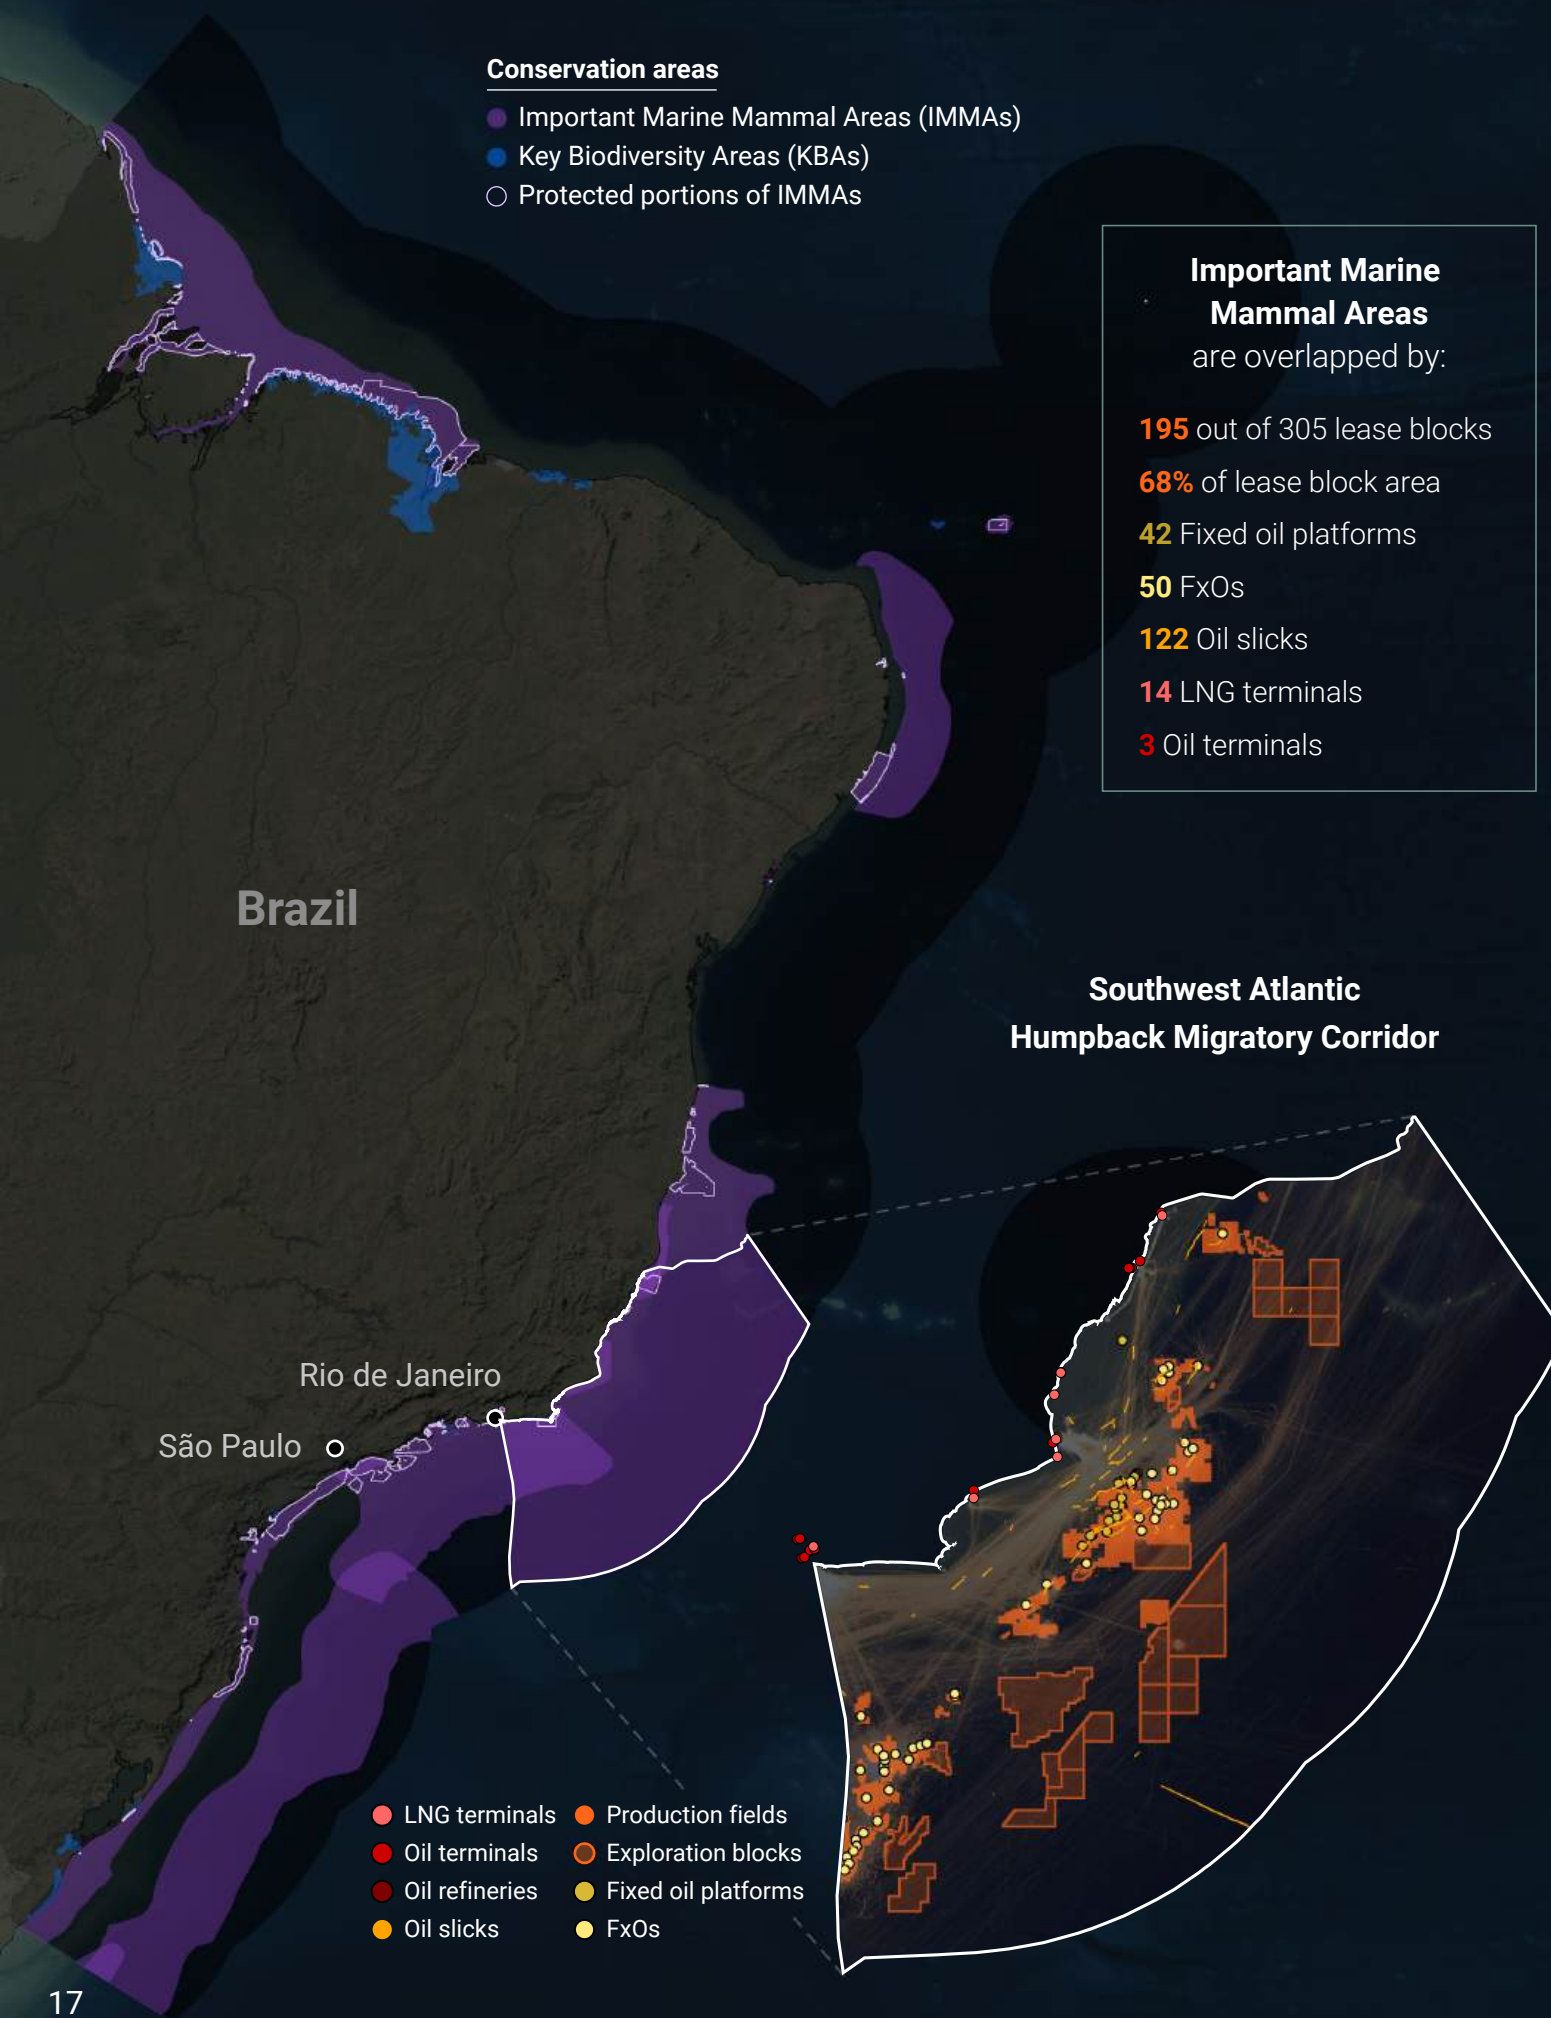 Conservation areas
Important Marine Mammal Areas (IMMAs)
Key Biodiversity Areas (KBAs)
Protected portions of IMMAs
Important Marine
Mammal Areas
are overlapped by:
195 out of 305 lease blocks
68% of lease block area
42 Fixed oil platforms
50 FxOs
122 Oil slicks
14 LNG terminals
3 Oil terminals
Brazil
Southwest Atlantic
Humpback Migratory Corridor
Rio de Janeiro
São Paulo
LNG terminals
Oil terminals
Oil refineries
Oil slicks
Production fields
Exploration blocks
Fixed oil platforms
FxOs
17